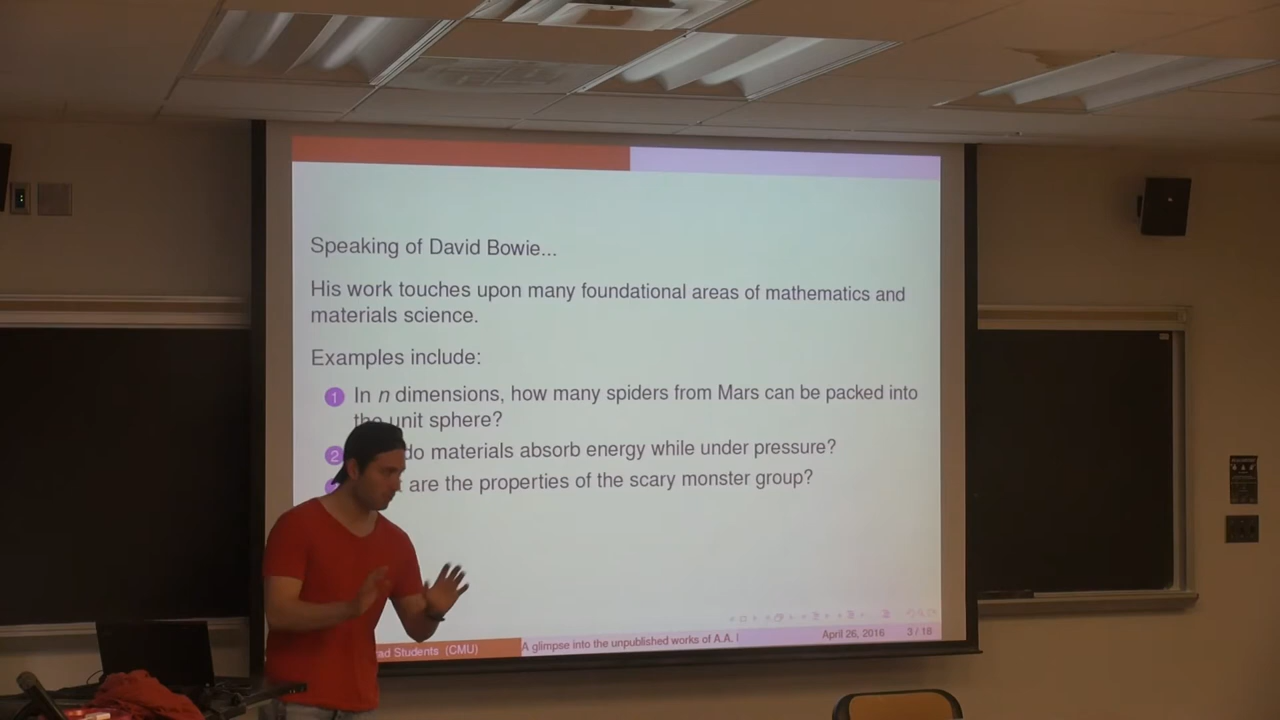 Speaking of David Bowie...
His work touches upon many foundational areas of mathematics and
materials science.
Examples include:
1 In n dimensions, how many spiders from Mars can be packed into
the unit sphere?
2 do materials absorb energy while under pressure?
are the properties of the scary monster group?
ad Students (CMU) A glimpse into the unpublished works of A.A. April 26, 2016 3 / 18